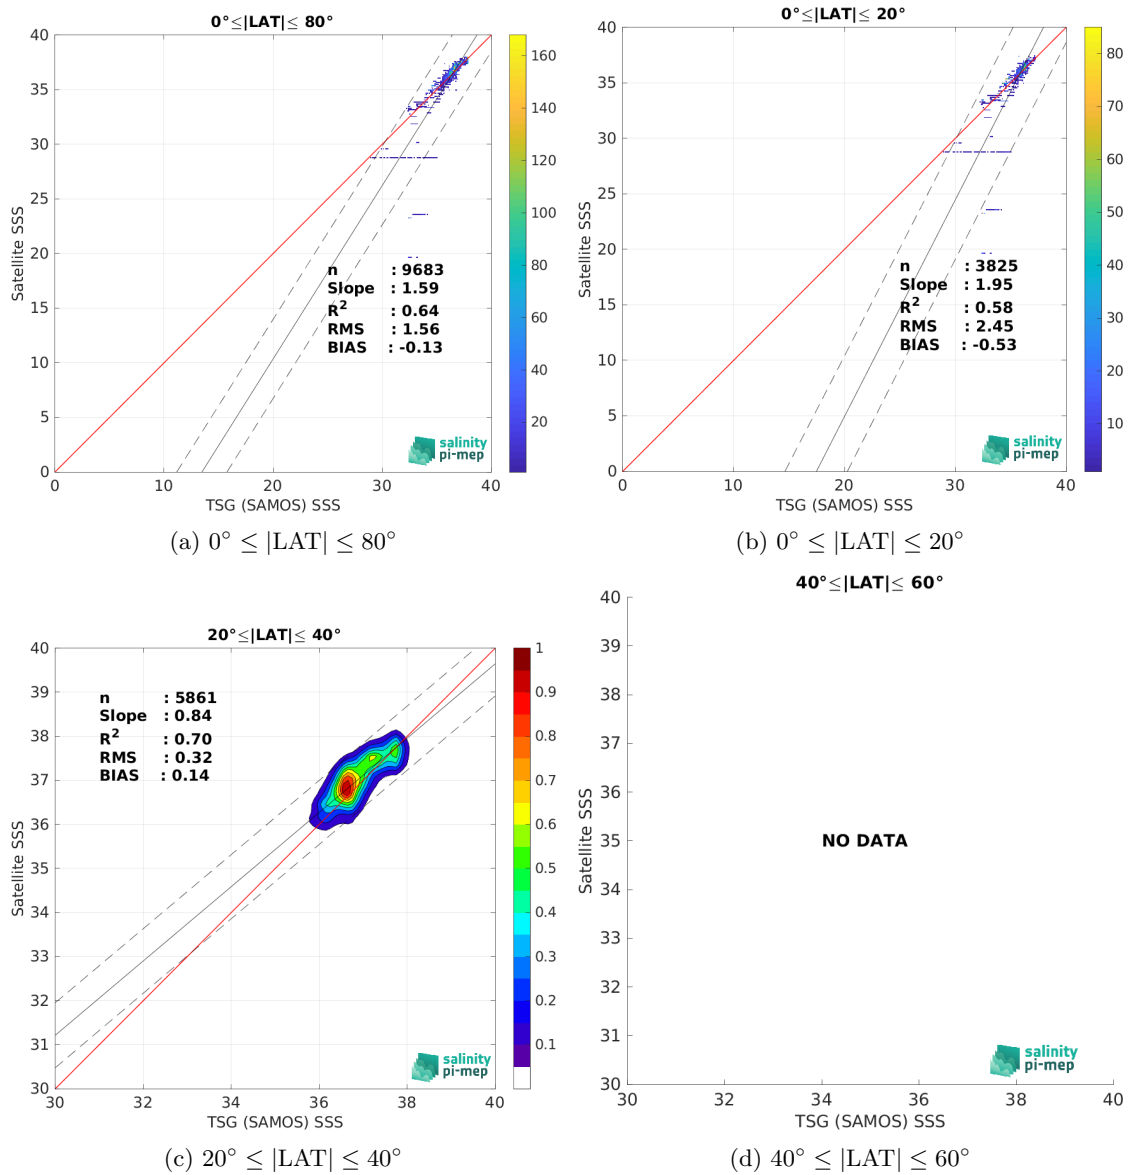 0°≤|LAT|≤ 80°
40
35
30
25
20
15
10
5
0
0
10
20
30
40
Satellite SSS
TSG (SAMOS) SSS
n : 9683
Slope : 1.59
R² : 0.64
RMS : 1.56
BIAS : -0.13
salinity
pi-mep
160
140
120
100
80
60
40
20
(a) 0° ≤ |LAT| ≤ 80°
0°≤|LAT|≤ 20°
40
35
30
25
20
15
10
5
0
0
10
20
30
40
Satellite SSS
TSG (SAMOS) SSS
n : 3825
Slope : 1.95
R² : 0.58
RMS : 2.45
BIAS : -0.53
salinity
pi-mep
80
70
60
50
40
30
20
10
(b) 0° ≤ |LAT| ≤ 20°
20°≤|LAT|≤ 40°
40
39
38
37
36
35
34
33
32
31
30
30
32
34
36
38
40
Satellite SSS
TSG (SAMOS) SSS
n : 5861
Slope : 0.84
R² : 0.70
RMS : 0.32
BIAS : 0.14
salinity
pi-mep
1
0.9
0.8
0.7
0.6
0.5
0.4
0.3
0.2
0.1
(c) 20° ≤ |LAT| ≤ 40°
40°≤|LAT|≤ 60°
40
39
38
37
36
35
34
33
32
31
30
30
32
34
36
38
40
Satellite SSS
TSG (SAMOS) SSS
NO DATA
salinity
pi-mep
(d) 40° ≤ |LAT| ≤ 60°